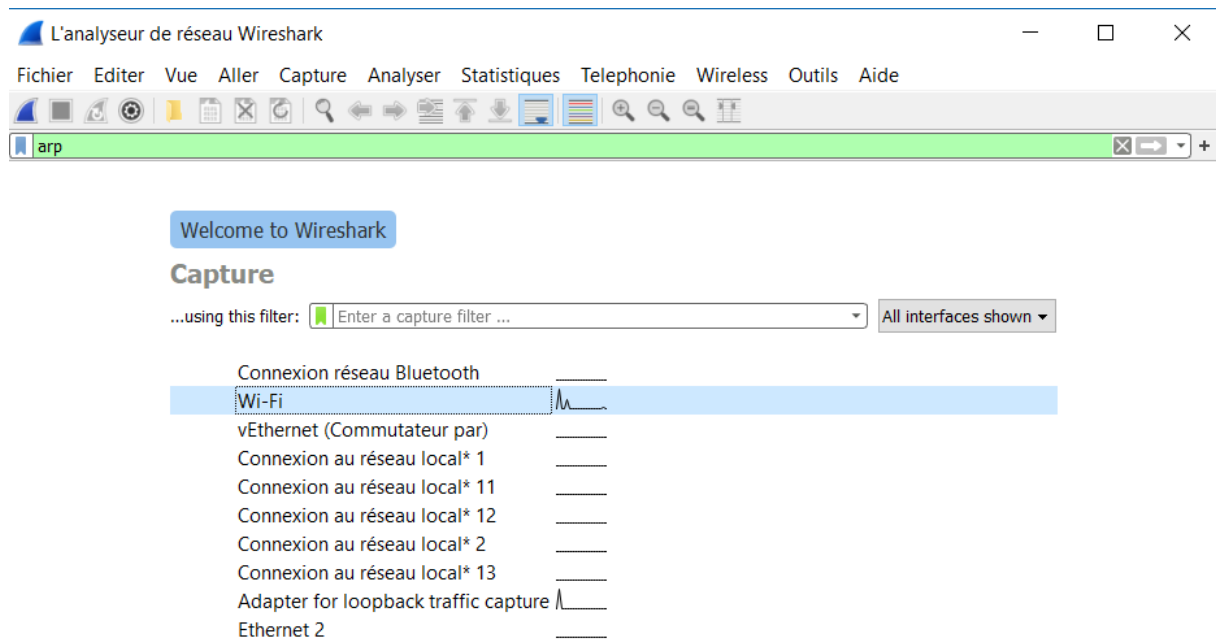 L'analyseur de réseau Wireshark
Fichier Editer Vue Aller Capture Analyser Statistiques Telephonie Wireless Outils Aide
arp
Welcome to Wireshark
Capture
...using this filter: Enter a capture filter ... All interfaces shown
Connexion réseau Bluetooth
Wi-Fi
vEthernet (Commutateur par)
Connexion au réseau local* 1
Connexion au réseau local* 11
Connexion au réseau local* 12
Connexion au réseau local* 2
Connexion au réseau local* 13
Adapter for loopback traffic capture
Ethernet 2